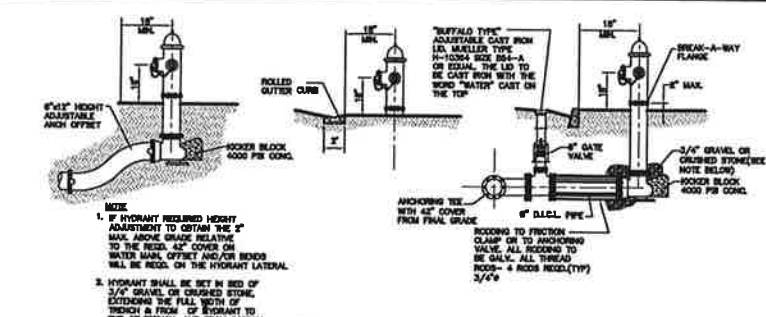 18"
MIN.
18"
6"x12" HEIGHT
ADJUSTABLE
ANCH OFFSET
KICKER BLOCK
4000 PSI CONC.
18"
MIN.
18"
ROLLED
GUTTER CURB
2'
"BUFFALO TYPE"
ADJUSTABLE CAST IRON
LID, MUELLER TYPE
H-10364 SIZE 564-A
OR EQUAL. THE LID TO
BE CAST IRON WITH THE
WORD "WATER" CAST ON
THE TOP
18"
MIN.
18"
BREAK-A-WAY
FLANGE
2" MAX.
6" GATE
VALVE
3/4" GRAVEL OR
CRUSHED STONE(SEE
NOTE BELOW)
KICKER BLOCK
4000 PSI CONC.
ANCHORING TEE
WITH 42" COVER
FROM FINAL GRADE
6" D.I.C.L. PIPE
RODDING TO FRICTION
CLAMP OR TO ANCHORING
VALVE. ALL RODDING TO
BE GALV.. ALL THREAD
RODS- 4 RODS REQD.(TYP)
3/4"ø
NOTE
1. IF HYDRANT REQUIRED HEIGHT
ADJUSTMENT TO OBTAIN THE 2"
MAX. ABOVE GRADE RELATIVE
TO THE REQD. 42" COVER ON
WATER MAIN, OFFSET AND/OR BENDS
WILL BE REQD. ON THE HYDRANT LATERAL
2. HYDRANT SHALL BE SET IN BED OF
3/4" GRAVEL OR CRUSHED STONE,
EXTENDING THE FULL WIDTH OF
TRENCH & FROM OF HYDRANT TO